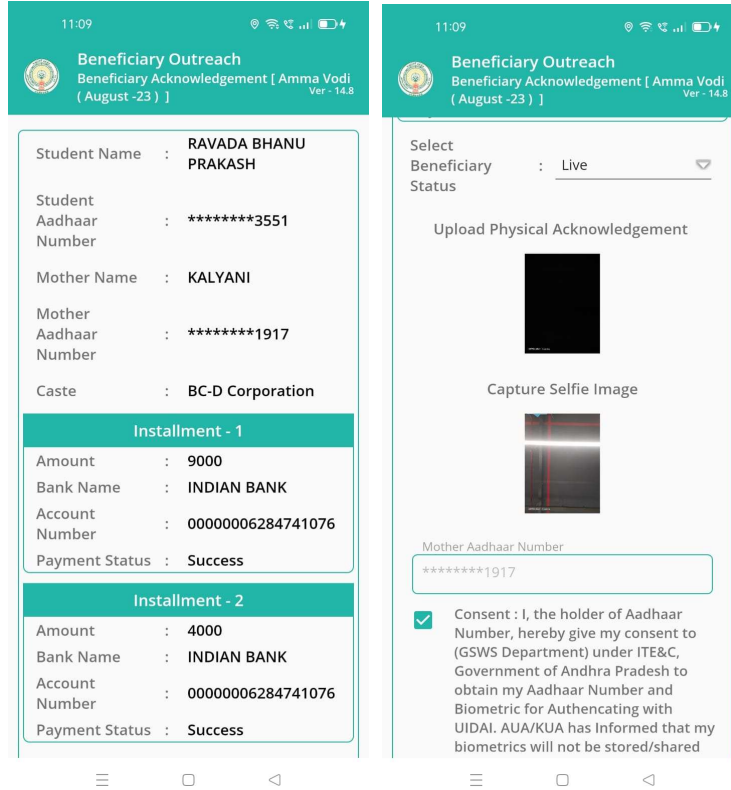 11:09
Beneficiary Outreach
Beneficiary Acknowledgement [ Amma Vodi
( August -23 ) ]
Ver - 14.8
Student Name : RAVADA BHANU
PRAKASH
Student
Aadhaar : ********3551
Number
Mother Name : KALYANI
Mother
Aadhaar : ********1917
Number
Caste : BC-D Corporation
Installment - 1
Amount : 9000
Bank Name : INDIAN BANK
Account
Number : 00000006284741076
Payment Status : Success
Installment - 2
Amount : 4000
Bank Name : INDIAN BANK
Account
Number : 00000006284741076
Payment Status : Success
11:09
Beneficiary Outreach
Beneficiary Acknowledgement [ Amma Vodi
( August -23 ) ]
Ver - 14.8
Select
Beneficiary : Live
Status
Upload Physical Acknowledgement
Capture Selfie Image
Mother Aadhaar Number
********1917
Consent : I, the holder of Aadhaar
Number, hereby give my consent to
(GSWS Department) under ITE&C,
Government of Andhra Pradesh to
obtain my Aadhaar Number and
Biometric for Authencating with
UIDAI. AUA/KUA has Informed that my
biometrics will not be stored/shared